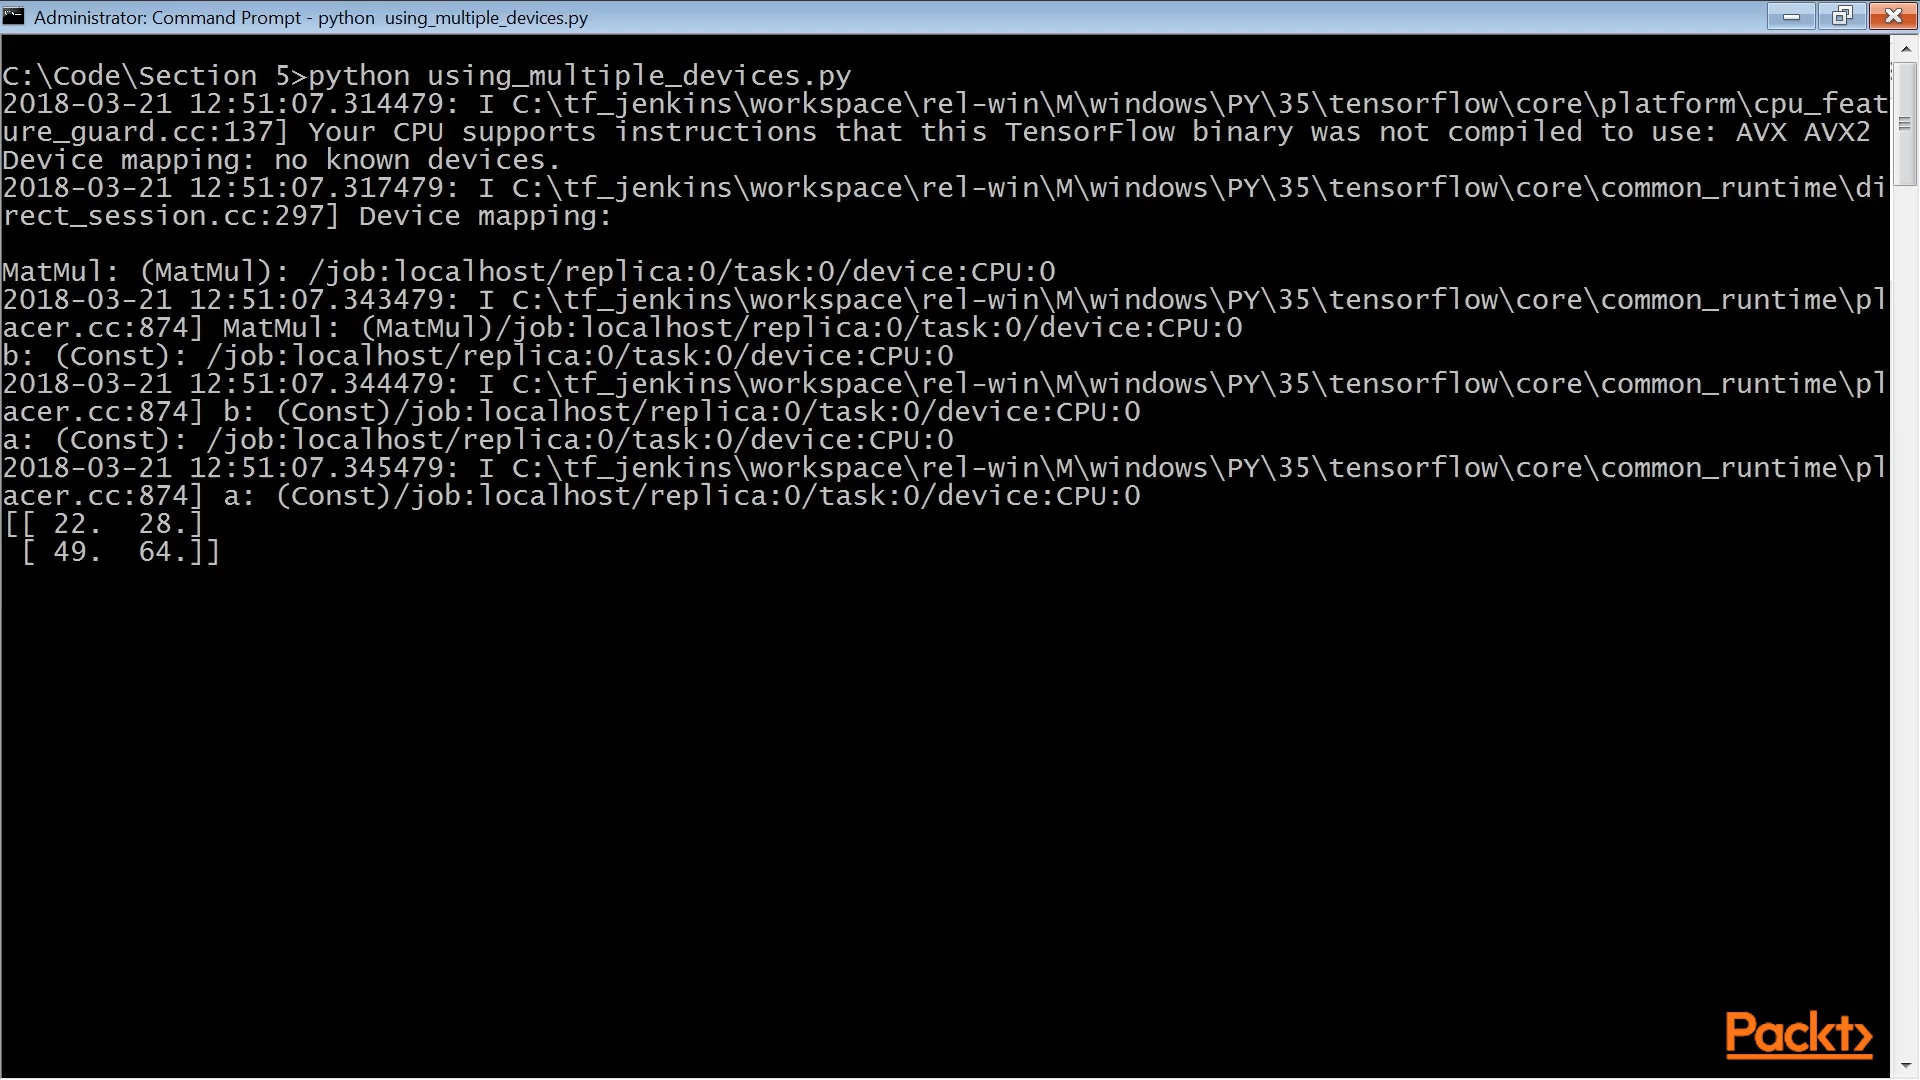 Administrator: Command Prompt - python  using_multiple_devices.py
C:\Code\Section 5>python using_multiple_devices.py
2018-03-21 12:51:07.314479: I C:\tf_jenkins\workspace\rel-win\M\windows\PY\35\tensorflow\core\platform\cpu_feat
ure_guard.cc:137] Your CPU supports instructions that this TensorFlow binary was not compiled to use: AVX AVX2
Device mapping: no known devices.
2018-03-21 12:51:07.317479: I C:\tf_jenkins\workspace\rel-win\M\windows\PY\35\tensorflow\core\common_runtime\di
rect_session.cc:297] Device mapping:
MatMul: (MatMul): /job:localhost/replica:0/task:0/device:CPU:0
2018-03-21 12:51:07.343479: I C:\tf_jenkins\workspace\rel-win\M\windows\PY\35\tensorflow\core\common_runtime\pl
acer.cc:874] MatMul: (MatMul)/job:localhost/replica:0/task:0/device:CPU:0
b: (Const): /job:localhost/replica:0/task:0/device:CPU:0
2018-03-21 12:51:07.344479: I C:\tf_jenkins\workspace\rel-win\M\windows\PY\35\tensorflow\core\common_runtime\pl
acer.cc:874] b: (Const)/job:localhost/replica:0/task:0/device:CPU:0
a: (Const): /job:localhost/replica:0/task:0/device:CPU:0
2018-03-21 12:51:07.345479: I C:\tf_jenkins\workspace\rel-win\M\windows\PY\35\tensorflow\core\common_runtime\pl
acer.cc:874] a: (Const)/job:localhost/replica:0/task:0/device:CPU:0
[[ 22.  28.]
 [ 49.  64.]]
Packt>